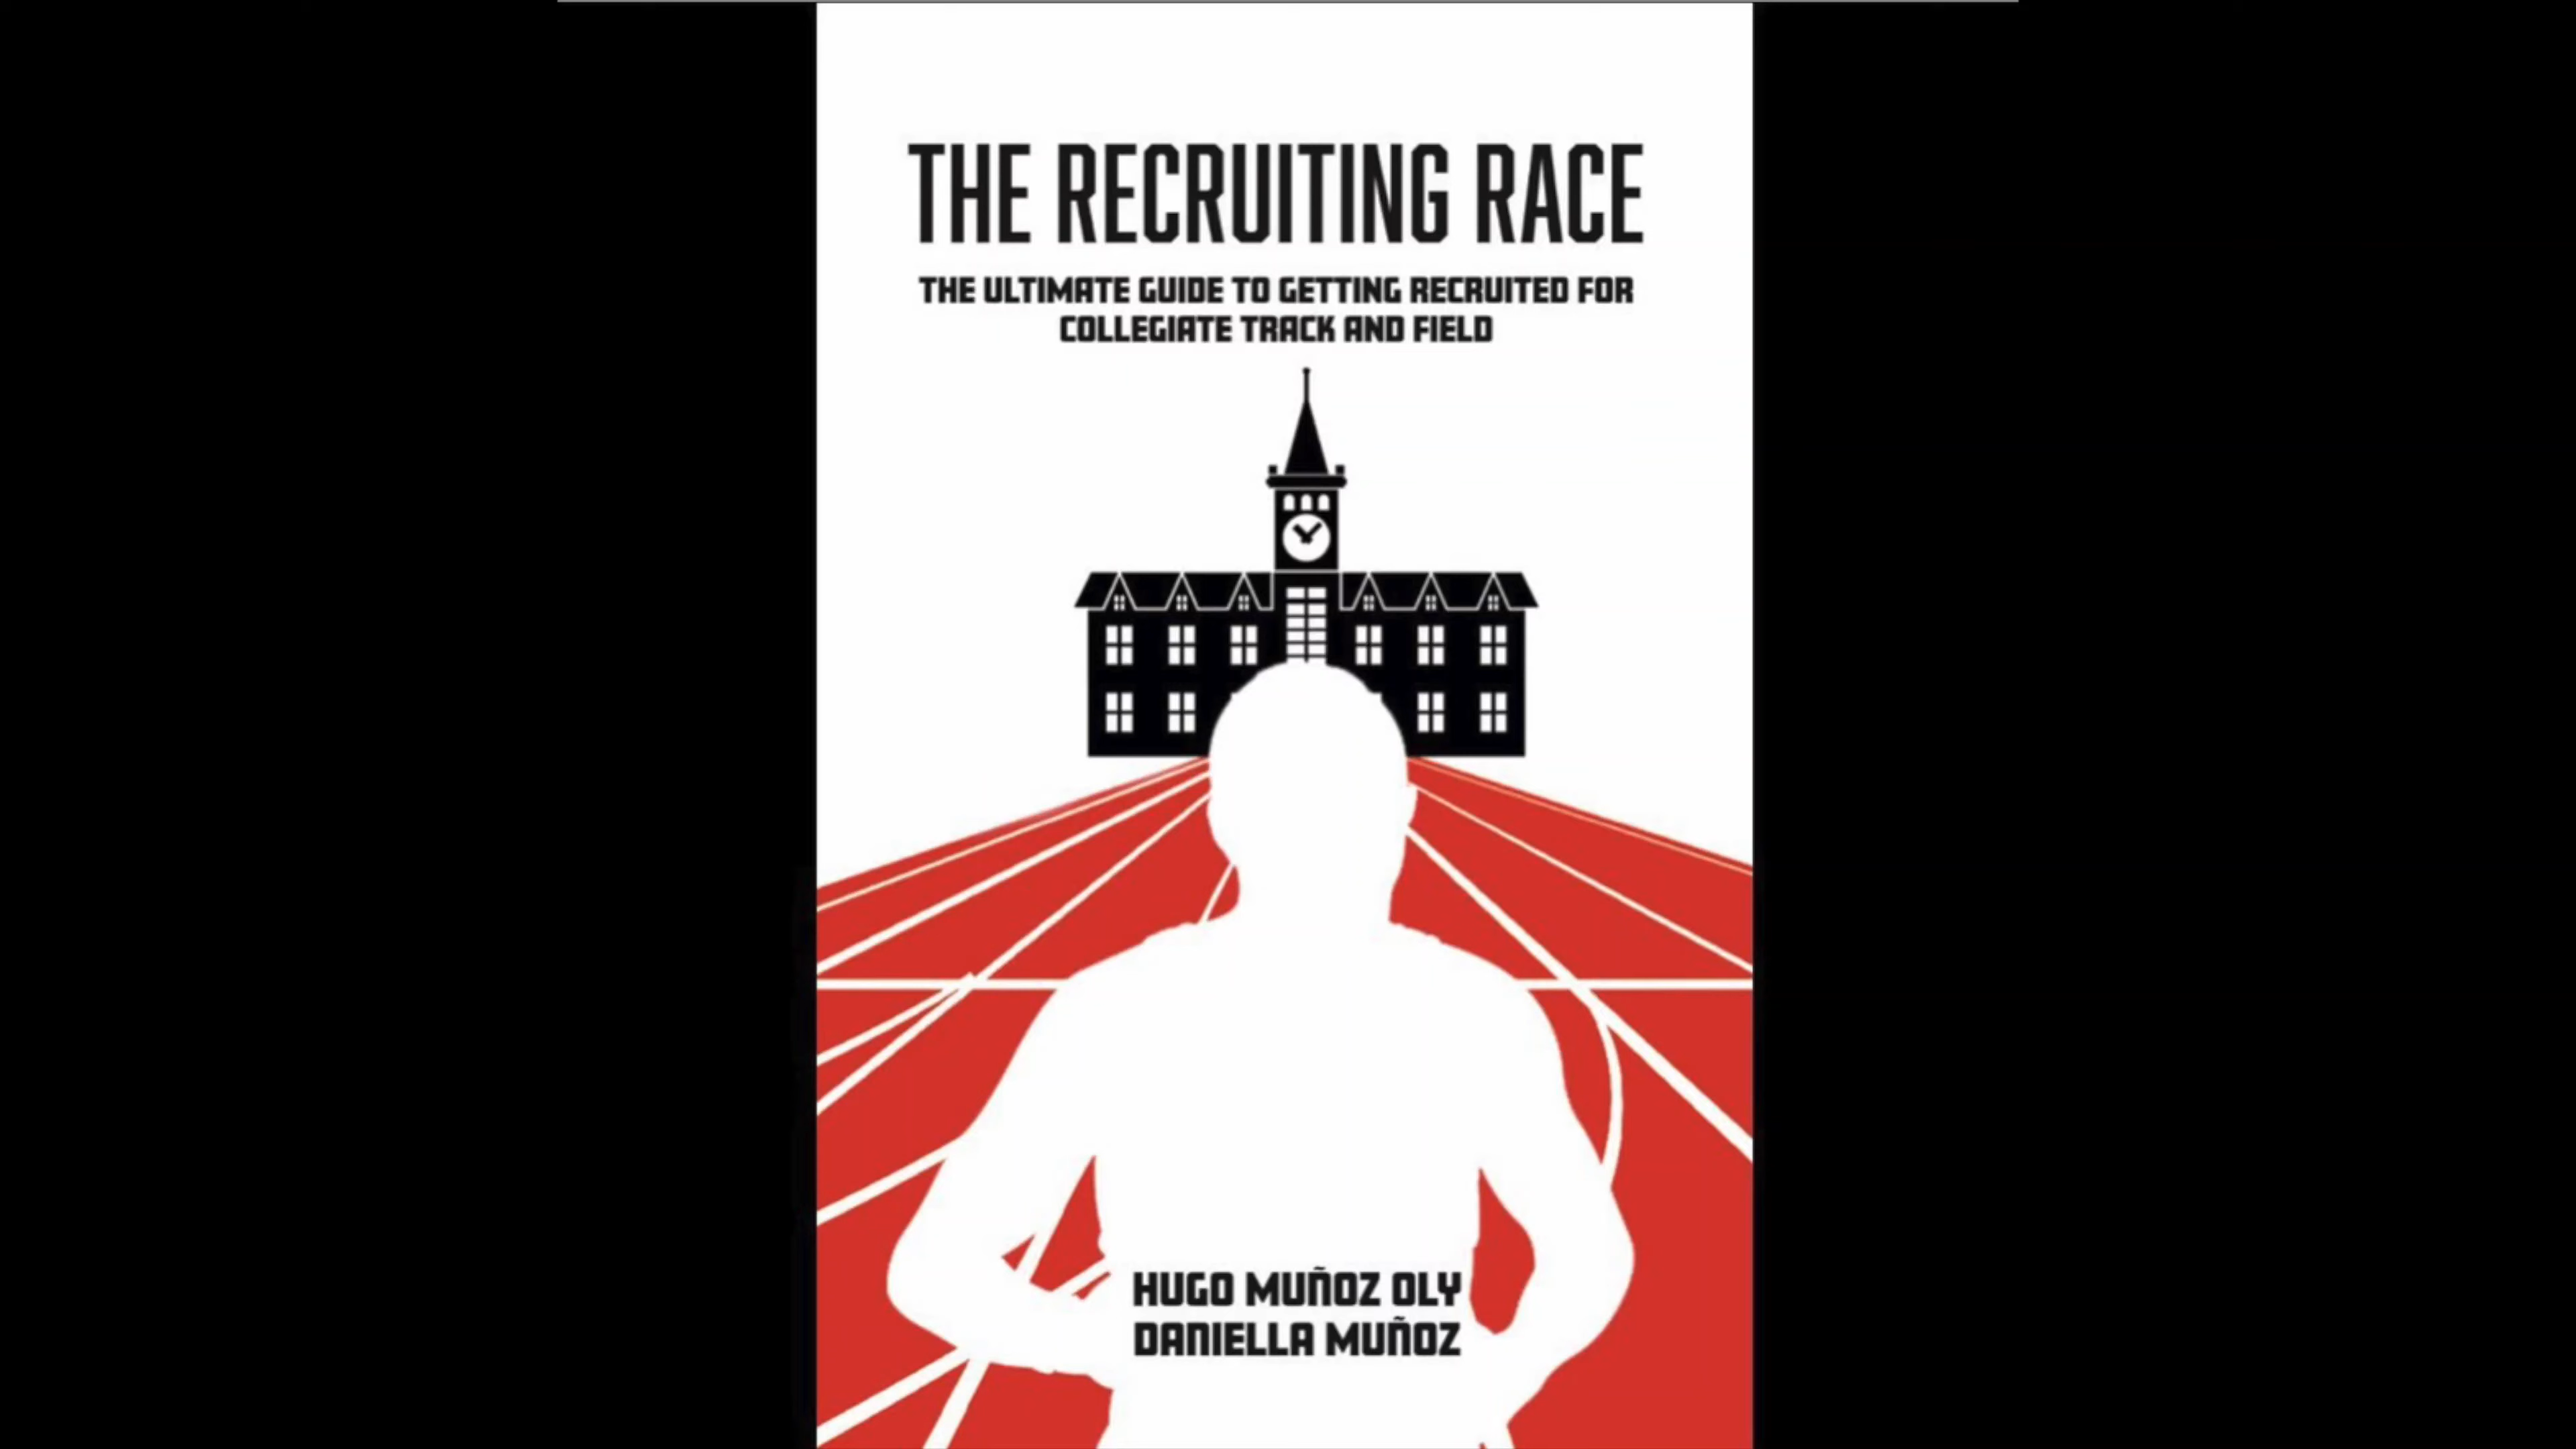 THE RECRUITING RACE
THE ULTIMATE GUIDE TO GETTING RECRUITED FOR
COLLEGIATE TRACK AND FIELD
HUGO MUÑOZ OLY
DANIELLA MUÑOZ